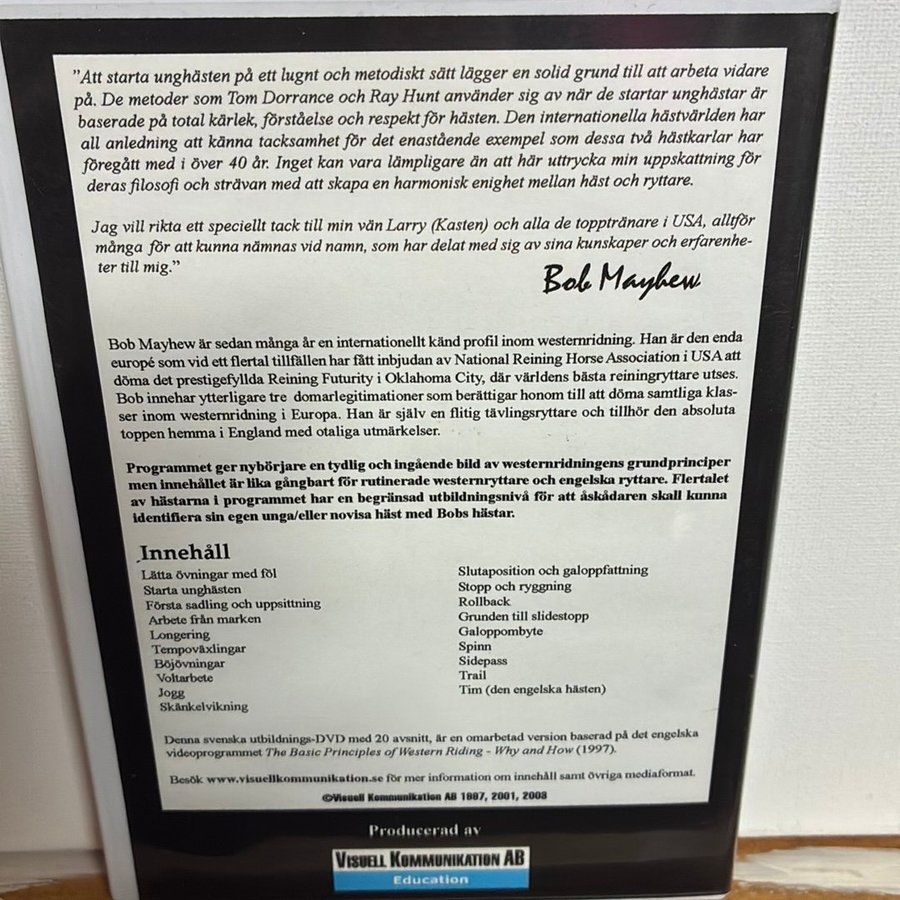 ”Att starta unghästen på ett lugnt och metodiskt sätt lägger en solid grund till att arbeta vidare
på. De metoder som Tom Dorrance och Ray Hunt använder sig av när de startar unghästar är
baserade på total kärlek, förståelse och respekt för hästen. Den internationella hästvärlden har
all anledning att känna tacksamhet för det enastående exempel som dessa två hästkarlar har
föregått med i över 40 år. Inget kan vara lämpligare än att här uttrycka min uppskattning för
deras filosofi och strävan med att skapa en harmonisk enighet mellan häst och ryttare.
Jag vill rikta ett speciellt tack till min vän Larry (Kasten) och alla de topptränare i USA, alltför
många för att kunna nämnas vid namn, som har delat med sig av sina kunskaper och erfarenhe-
ter till mig.”
Bob Mayhew
Bob Mayhew är sedan många år en internationellt känd profil inom westernridning. Han är den enda
europé som vid ett flertal tillfällen har fått inbjudan av National Reining Horse Association i USA att
döma det prestigefyllda Reining Futurity i Oklahoma City, där världens bästa reiningryttare utses.
Bob innehar ytterligare tre domarlegitimationer som berättigar honom till att döma samtliga klas-
ser inom westernridning i Europa. Han är själv en flitig tävlingsryttare och tillhör den absoluta
toppen hemma i England med otaliga utmärkelser.
Programmet ger nybörjare en tydlig och ingående bild av westernridningens grundprinciper
men innehållet är lika gångbart för rutinerade westernryttare och engelska ryttare. Flertalet
av hästarna i programmet har en begränsad utbildningsnivå för att åskådaren skall kunna
identifiera sin egen unga/eller novisa häst med Bobs hästar.
Innehåll
Lätta övningar med föl
Starta unghästen
Första sadling och uppsittning
Arbete från marken
Longering
Tempoväxlingar
Böjövningar
Voltarbete
Jogg
Skänkelvikning
Slutaposition och galoppfattning
Stopp och ryggning
Rollback
Grunden till slidestopp
Galoppombyte
Spinn
Sidepass
Trail
Tim (den engelska hästen)
Denna svenska utbildnings-DVD med 20 avsnitt, är en omarbetad version baserad på det engelska
videoprogrammet The Basic Principles of Western Riding - Why and How (1997).
Besök www.visuellkommunikation.se för mer information om innehåll samt övriga mediaformat.
©Visuell Kommunikation AB 1997, 2001, 2003
Producerad av
VISUELL KOMMUNIKATION AB
Education